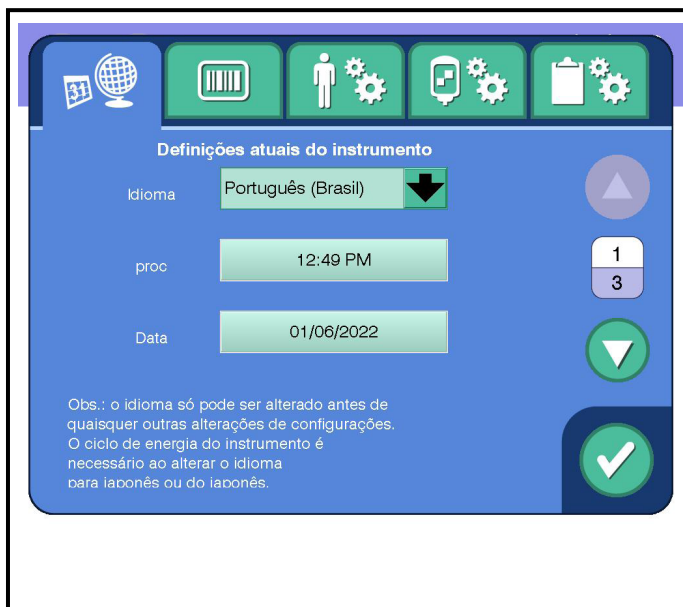 31
Definições atuais do instrumento
Idioma
Português (Brasil)
proc
12:49 PM
1
3
Data
01/06/2022
Obs.: o idioma só pode ser alterado antes de
quaisquer outras alterações de configurações.
O ciclo de energia do instrumento é
necessário ao alterar o idioma
para japonês ou do japonês.